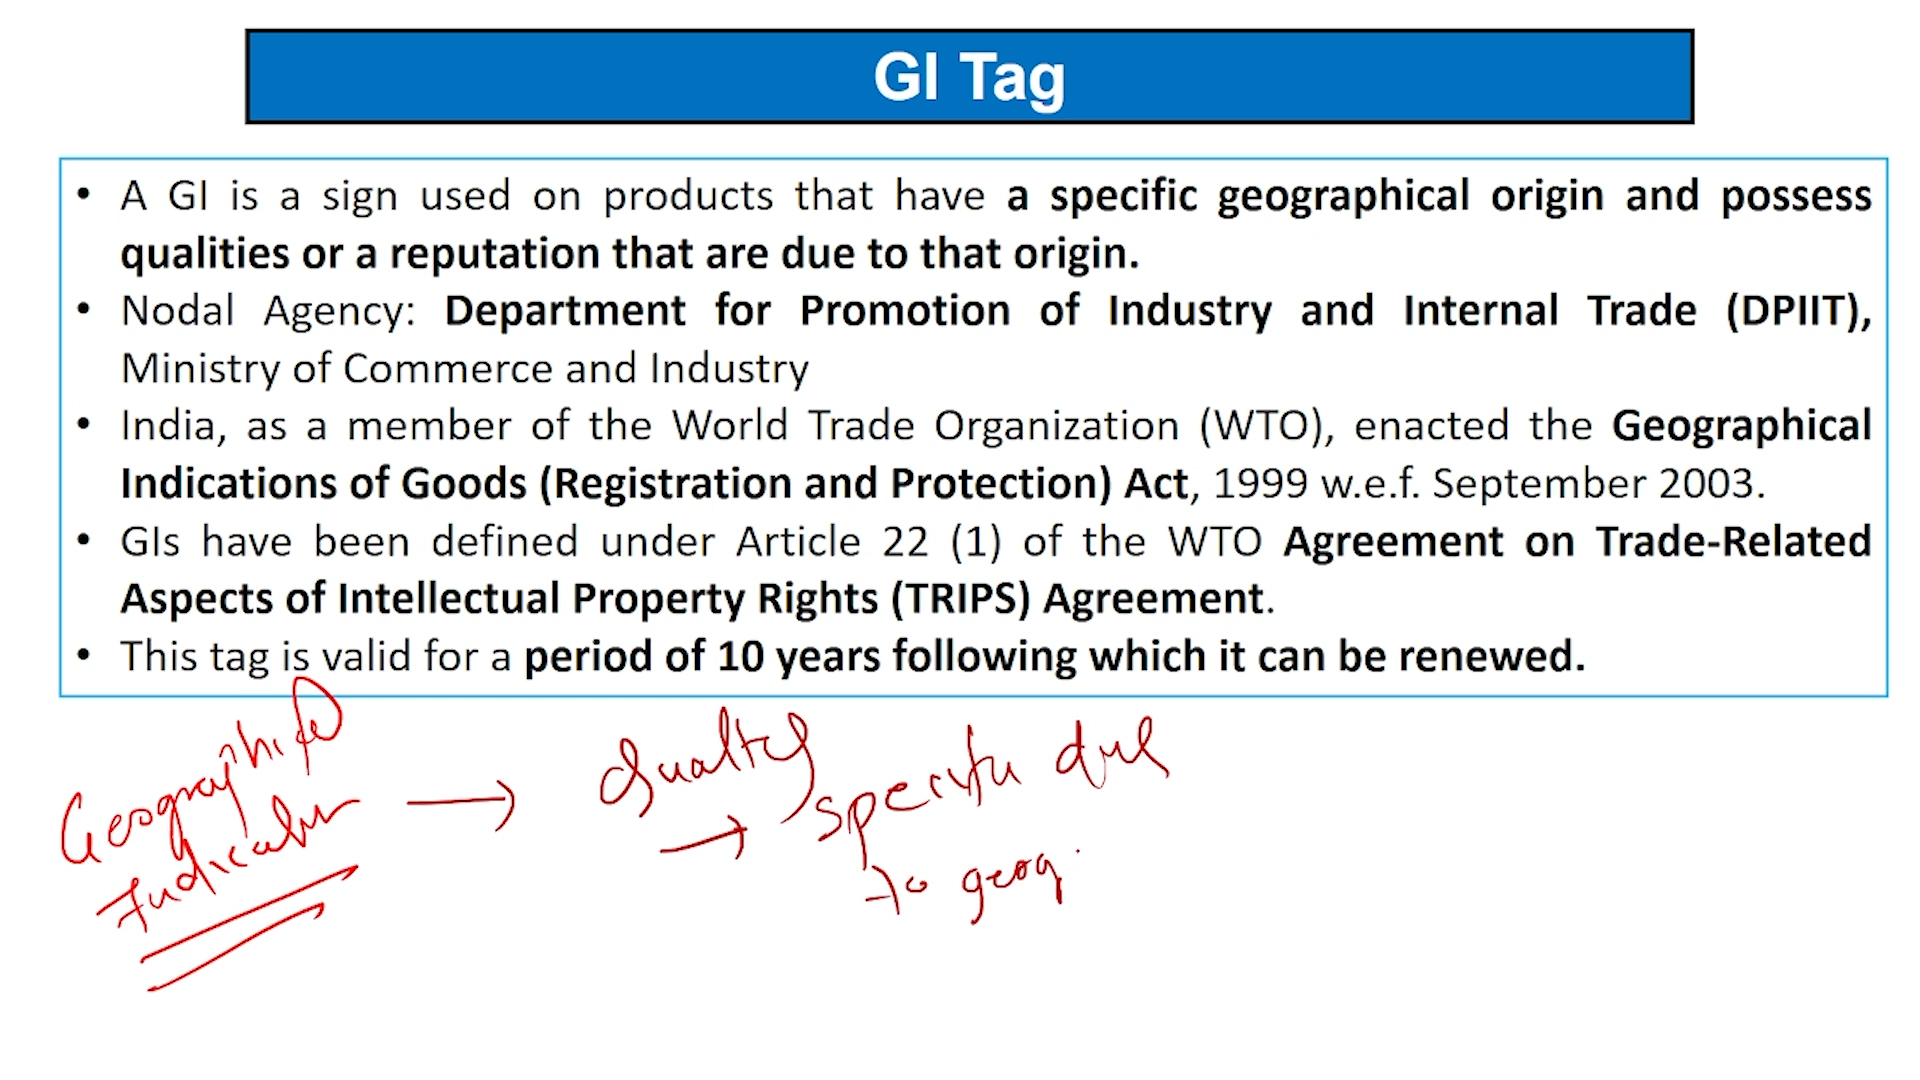 GI Tag
• A GI is a sign used on products that have a specific geographical origin and possess
qualities or a reputation that are due to that origin.
• Nodal Agency: Department for Promotion of Industry and Internal Trade (DPIIT),
Ministry of Commerce and Industry
• India, as a member of the World Trade Organization (WTO), enacted the Geographical
Indications of Goods (Registration and Protection) Act, 1999 w.e.f. September 2003.
• GIs have been defined under Article 22 (1) of the WTO Agreement on Trade-Related
Aspects of Intellectual Property Rights (TRIPS) Agreement.
• This tag is valid for a period of 10 years following which it can be renewed.
→ due
→
to geog